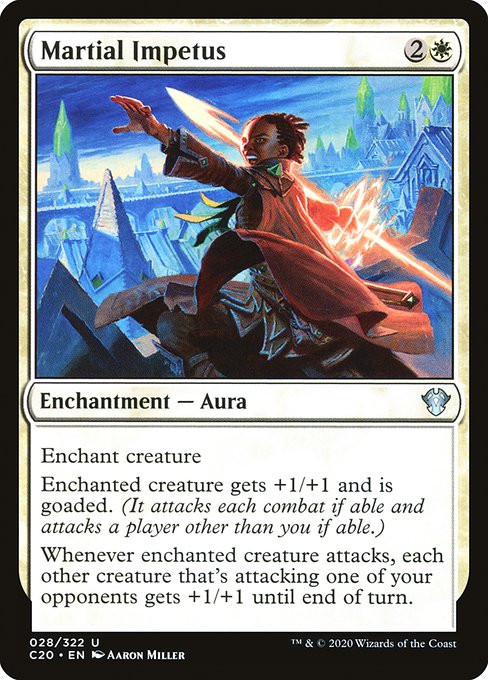 Martial Impetus 2
Enchantment — Aura
Enchant creature
Enchanted creature gets +1/+1 and is
goaded. (It attacks each combat if able and
attacks a player other than you if able.)
Whenever enchanted creature attacks, each
other creature that's attacking one of your
opponents gets +1/+1 until end of turn.
028/322 U
C20 • EN Aaron Miller
™ & © 2020 Wizards of the Coast